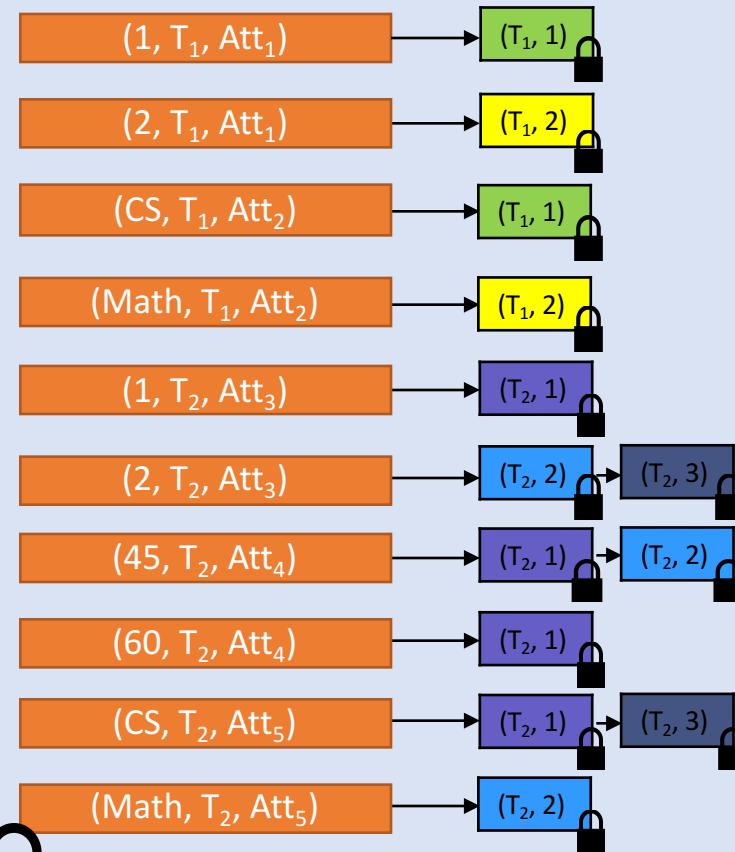 (1, T₁, Att₁) (T₁, 1)
(2, T₁, Att₁) (T₁, 2)
(CS, T₁, Att₂) (T₁, 1)
(Math, T₁, Att₂) (T₁, 2)
(1, T₂, Att₃) (T₂, 1)
(2, T₂, Att₃) (T₂, 2) (T₂, 3)
(45, T₂, Att₄) (T₂, 1) (T₂, 2)
(60, T₂, Att₄) (T₂, 1)
(CS, T₂, Att₅) (T₂, 1) (T₂, 3)
(Math, T₂, Att₅) (T₂, 2)